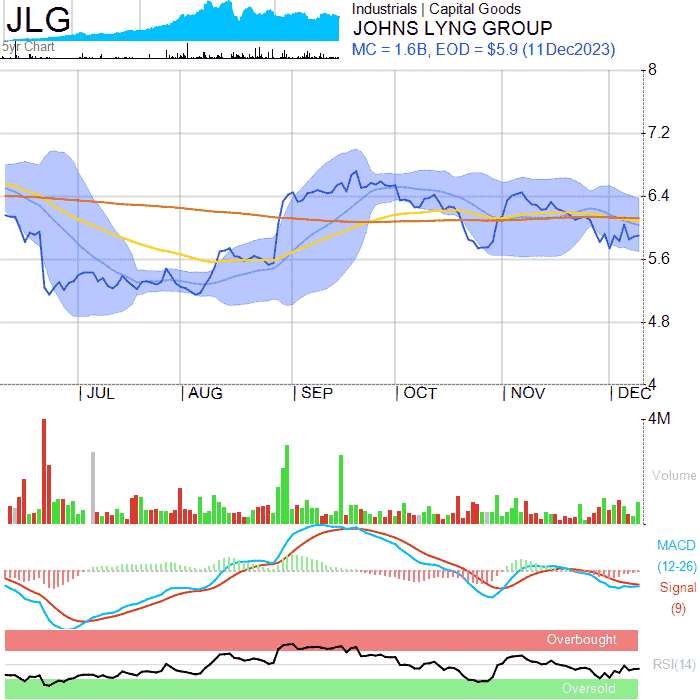 JLG
5yr Chart
Industrials | Capital Goods
JOHNS LYNG GROUP
MC = 1.6B, EOD = $5.9 (11Dec2023)
8
7.2
6.4
5.6
4.8
4
| JUL | AUG | SEP | OCT | NOV | DEC
4M
Volume
MACD
(12-26)
Signal
(9)
Overbought
RSI(14)
Oversold